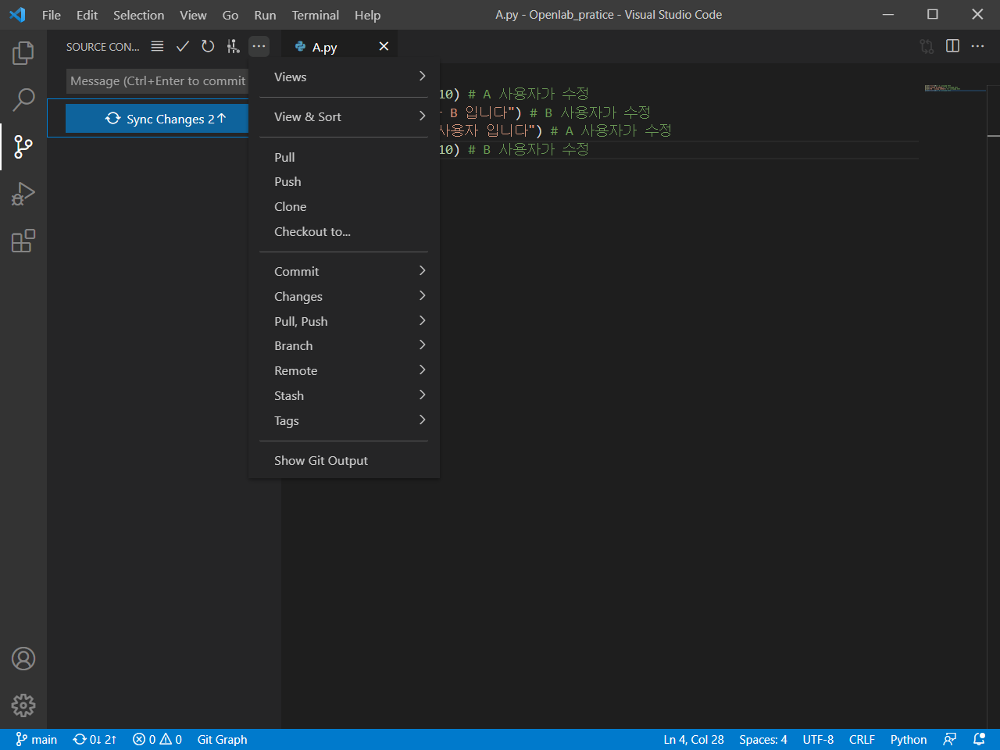 File Edit Selection View Go Run Terminal Help A.py - Openlab_pratice - Visual Studio Code
SOURCE CON... A.py
Message (Ctrl+Enter to commit
Sync Changes 2↑
Views
View & Sort
Pull
Push
Clone
Checkout to...
Commit
Changes
Pull, Push
Branch
Remote
Stash
Tags
Show Git Output
10) # A 사용자가 수정
B 입니다") # B 사용자가 수정
사용자 입니다") # A 사용자가 수정
10) # B 사용자가 수정
main 0↓ 2↑ 0 0 Git Graph Ln 4, Col 28 Spaces: 4 UTF-8 CRLF Python